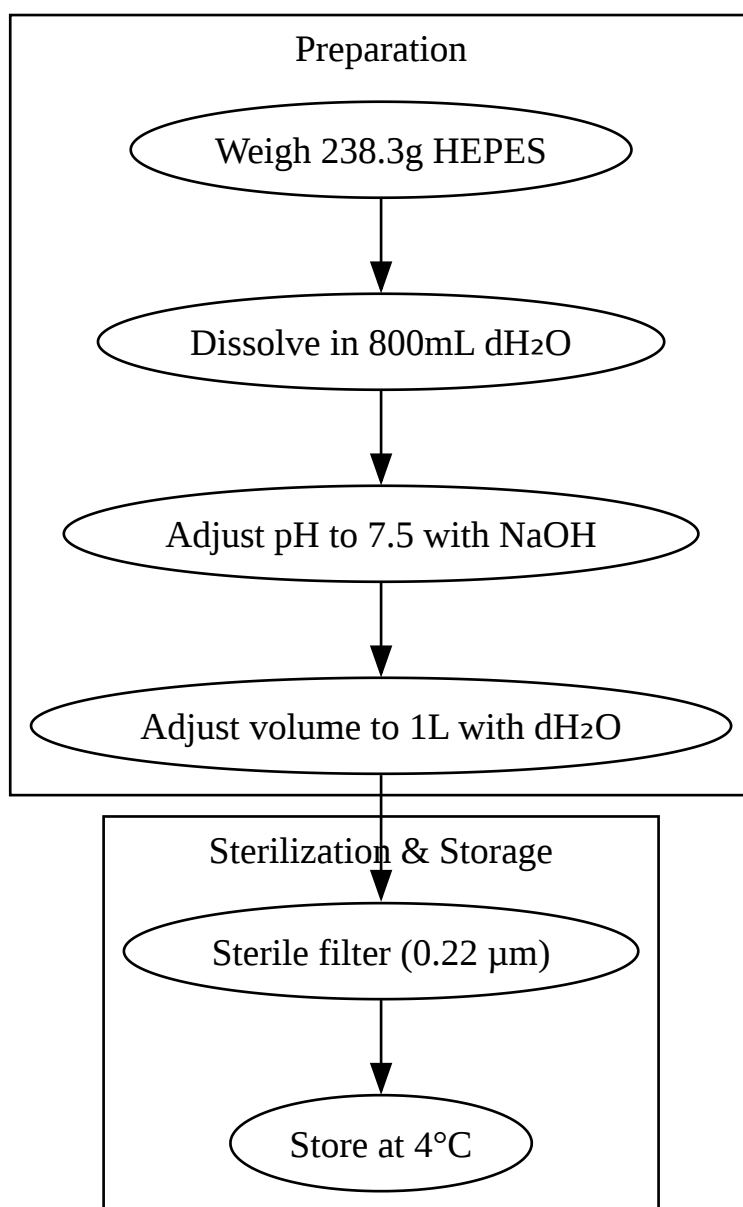 Preparation
Weigh 238.3g HEPES
Dissolve in 800mL dH₂O
Adjust pH to 7.5 with NaOH
Adjust volume to 1L with dH₂O
Sterilization & Storage
Sterile filter (0.22 µm)
Store at 4°C